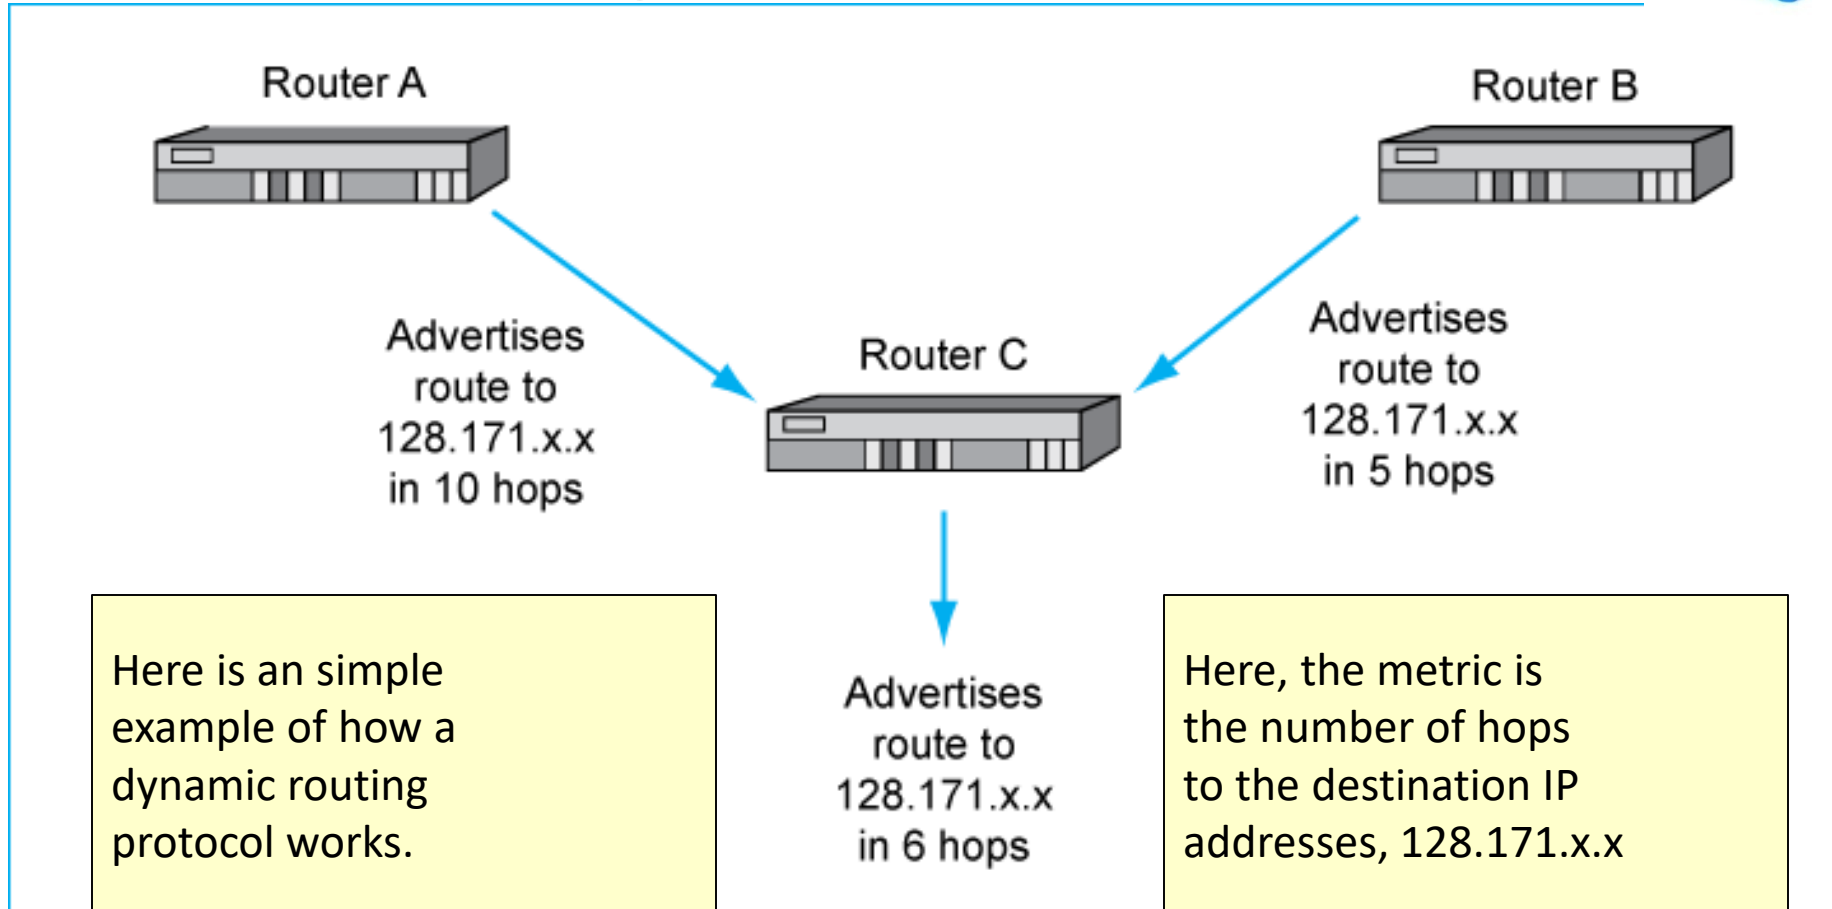 Router A
Router B
Advertises
route to
128.171.x.x
in 10 hops
Router C
Advertises
route to
128.171.x.x
in 5 hops
Advertises
route to
128.171.x.x
in 6 hops
Here is an simple
example of how a
dynamic routing
protocol works.
Here, the metric is
the number of hops
to the destination IP
addresses, 128.171.x.x